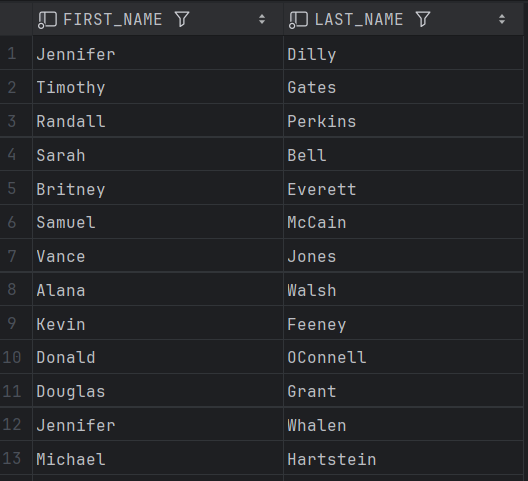 FIRST_NAME LAST_NAME
1 Jennifer Dilly
2 Timothy Gates
3 Randall Perkins
4 Sarah Bell
5 Britney Everett
6 Samuel McCain
7 Vance Jones
8 Alana Walsh
9 Kevin Feeney
10 Donald OConnell
11 Douglas Grant
12 Jennifer Whalen
13 Michael Hartstein